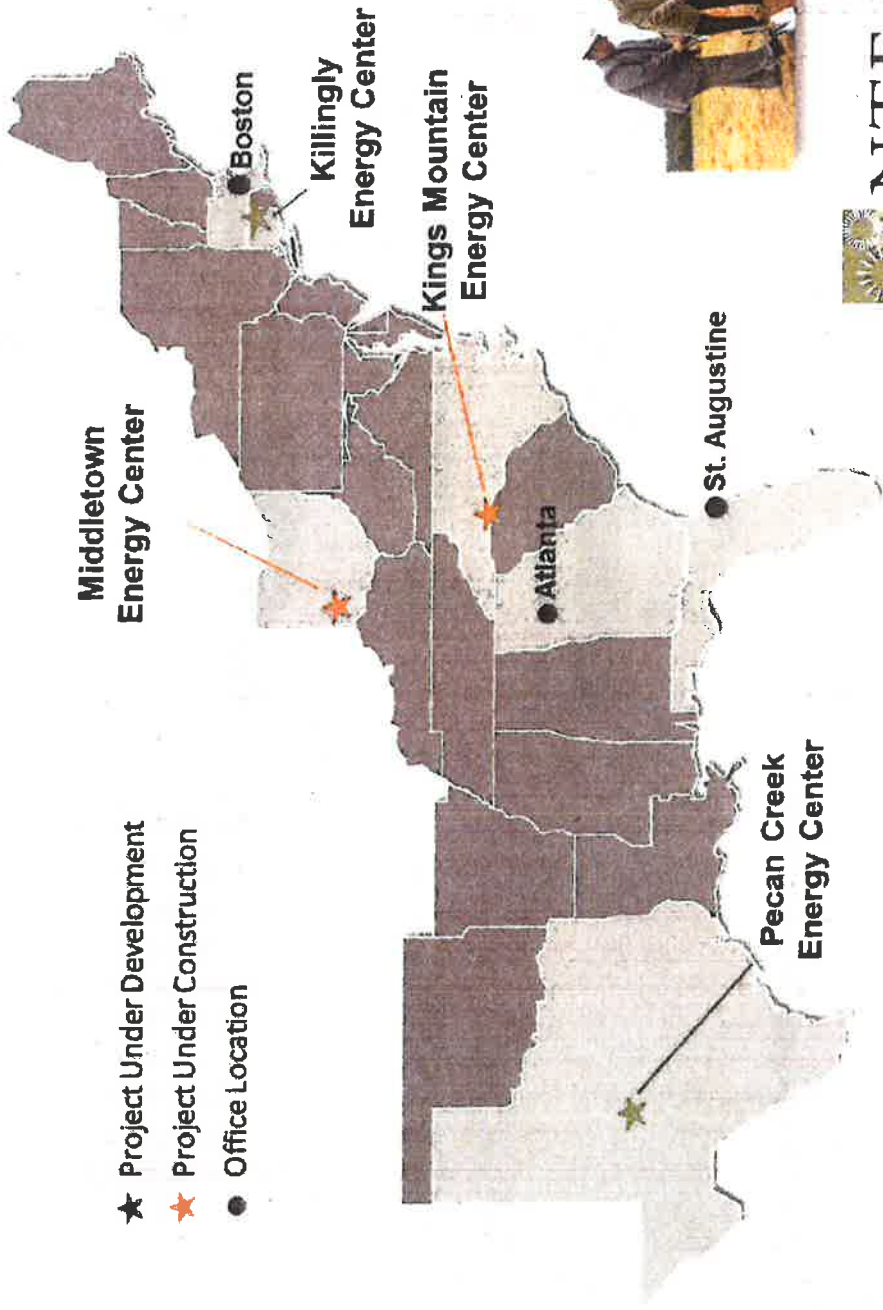 ★ Project Under Development
★ Project Under Construction
● Office Location
Middletown
Energy Center
Boston
Killingly
Energy Center
Kings Mountain
Energy Center
Atlanta
St. Augustine
Pecan Creek
Energy Center
NTE